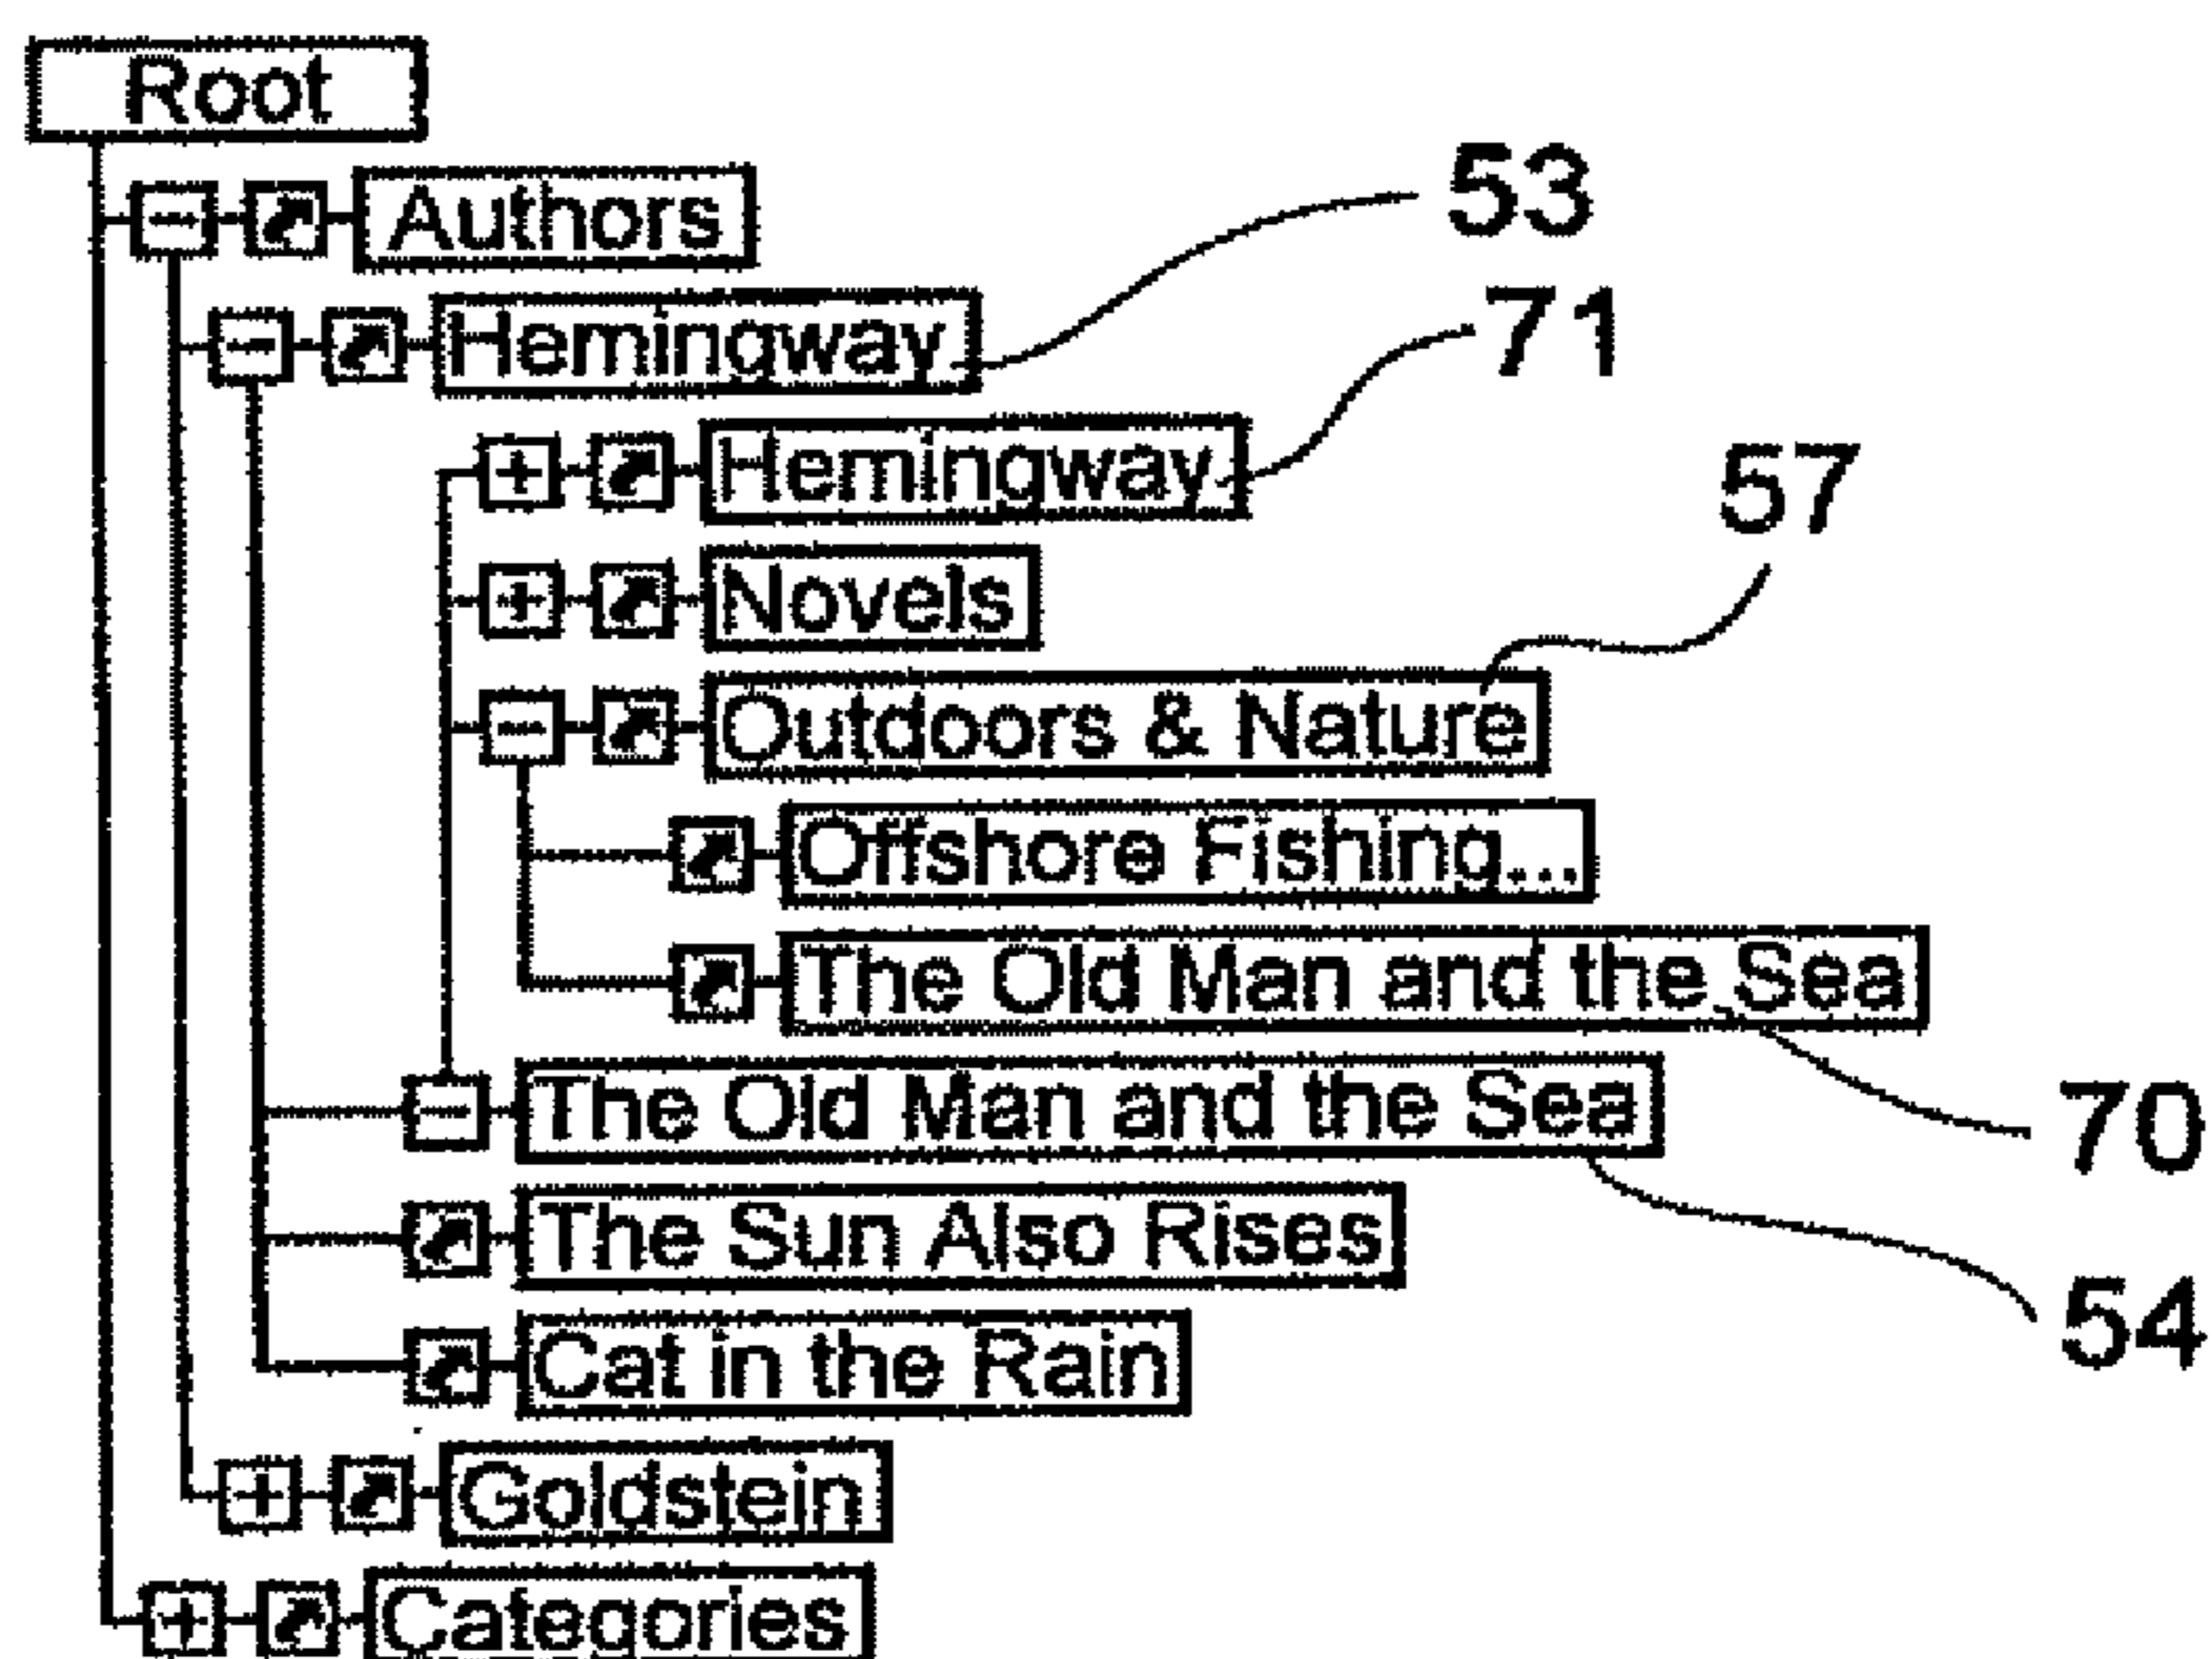 Root
Authors
53
Hemingway
71
Hemingway
57
Novels
Outdoors & Nature
Offshore Fishing...
The Old Man and the Sea
70
The Old Man and the Sea
The Sun Also Rises
54
Cat in the Rain
Goldstein
Categories